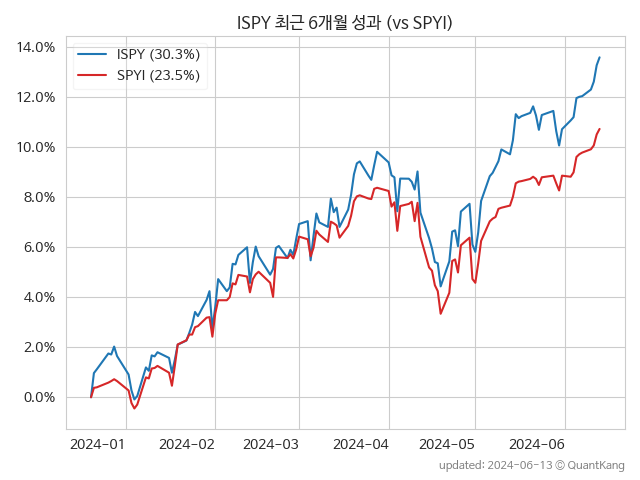 ISPY 최근 6개월 성과 (vs SPYI)
ISPY (30.3%)
SPYI (23.5%)
14.0%
12.0%
10.0%
8.0%
6.0%
4.0%
2.0%
0.0%
2024-01 2024-02 2024-03 2024-04 2024-05 2024-06
updated: 2024-06-13 © QuantKang